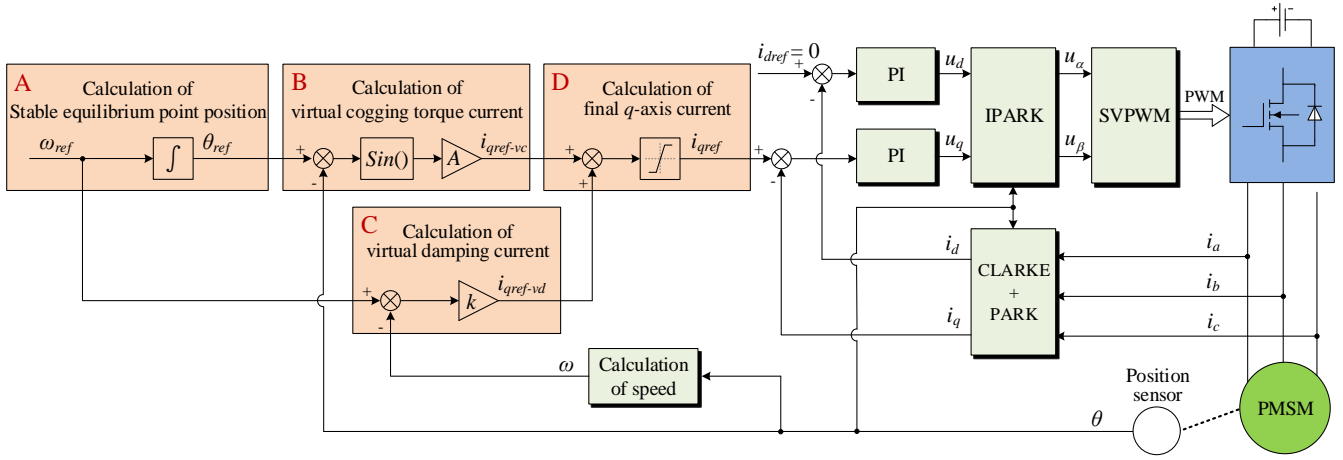 A
Calculation of
Stable equilibrium point position
ω_ref
∫
θ_ref
+
-
B
Calculation of
virtual cogging torque current
Sin()
A
i_qref-vc
C
Calculation of
virtual damping current
+
-
k
i_qref-vd
D
Calculation of
final q-axis current
+
+
i_qref
i_dref = 0
+
-
+
-
PI
u_d
PI
u_q
IPARK
u_α
u_β
SVPWM
PWM
+ -
i_d
i_q
CLARKE
+
PARK
i_a
i_b
i_c
ω
Calculation
of speed
θ
Position
sensor
PMSM